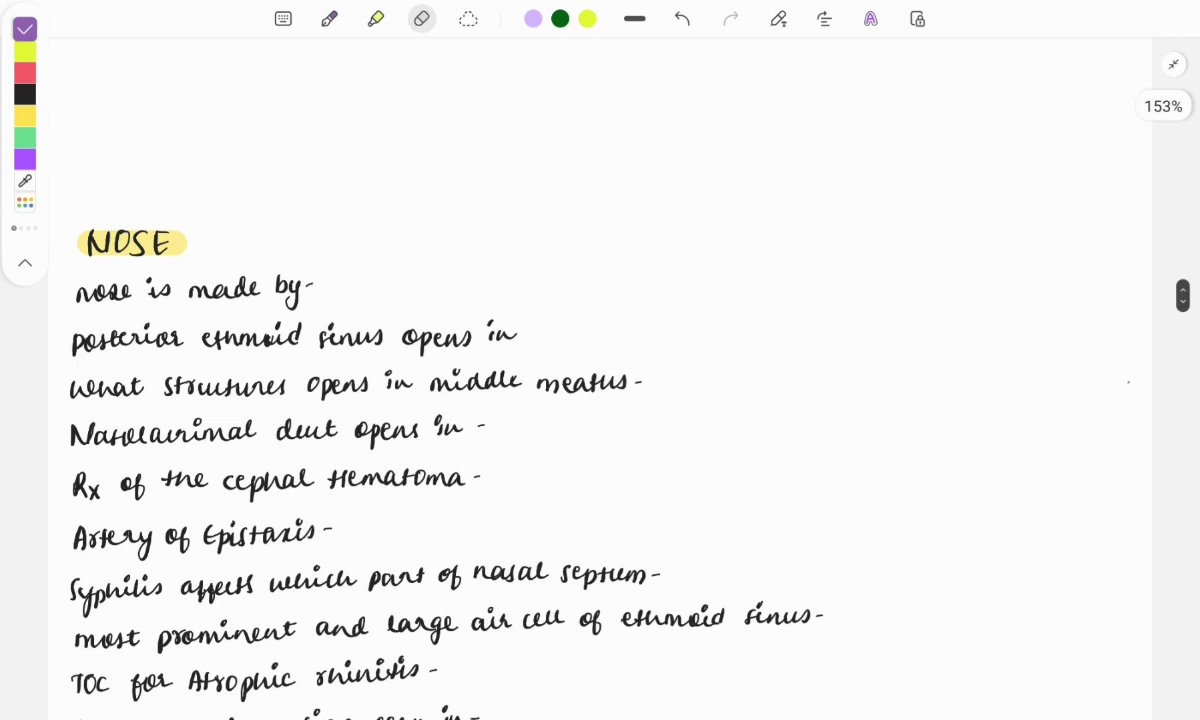 153%
NOSE
nose is made by-
posterior ethmoid sinus opens in
what structures opens in middle meatus-
Nasolacrimal duct opens in -
Rx of the cephal Hematoma -
Artery of Epistaxis-
Syphilis affects which part of nasal septum-
most prominent and large air cell of ethmoid sinus-
TOC for Atrophic rhinitis-